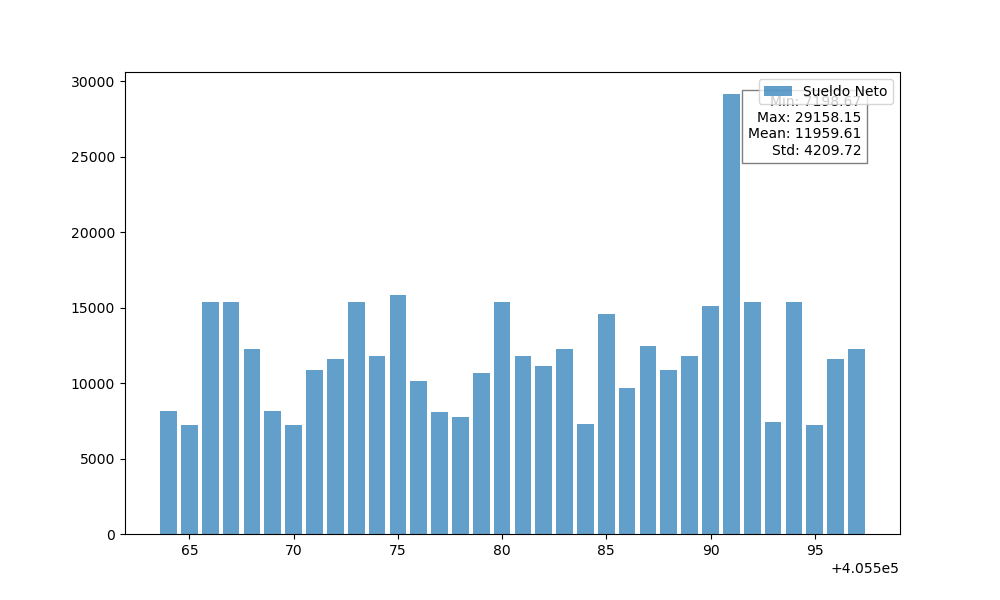 30000
25000
20000
15000
10000
5000
0
Sueldo Neto
Min: 7198.67
Max: 29158.15
Mean: 11959.61
Std: 4209.72
65 70 75 80 85 90 95
+4.055e5